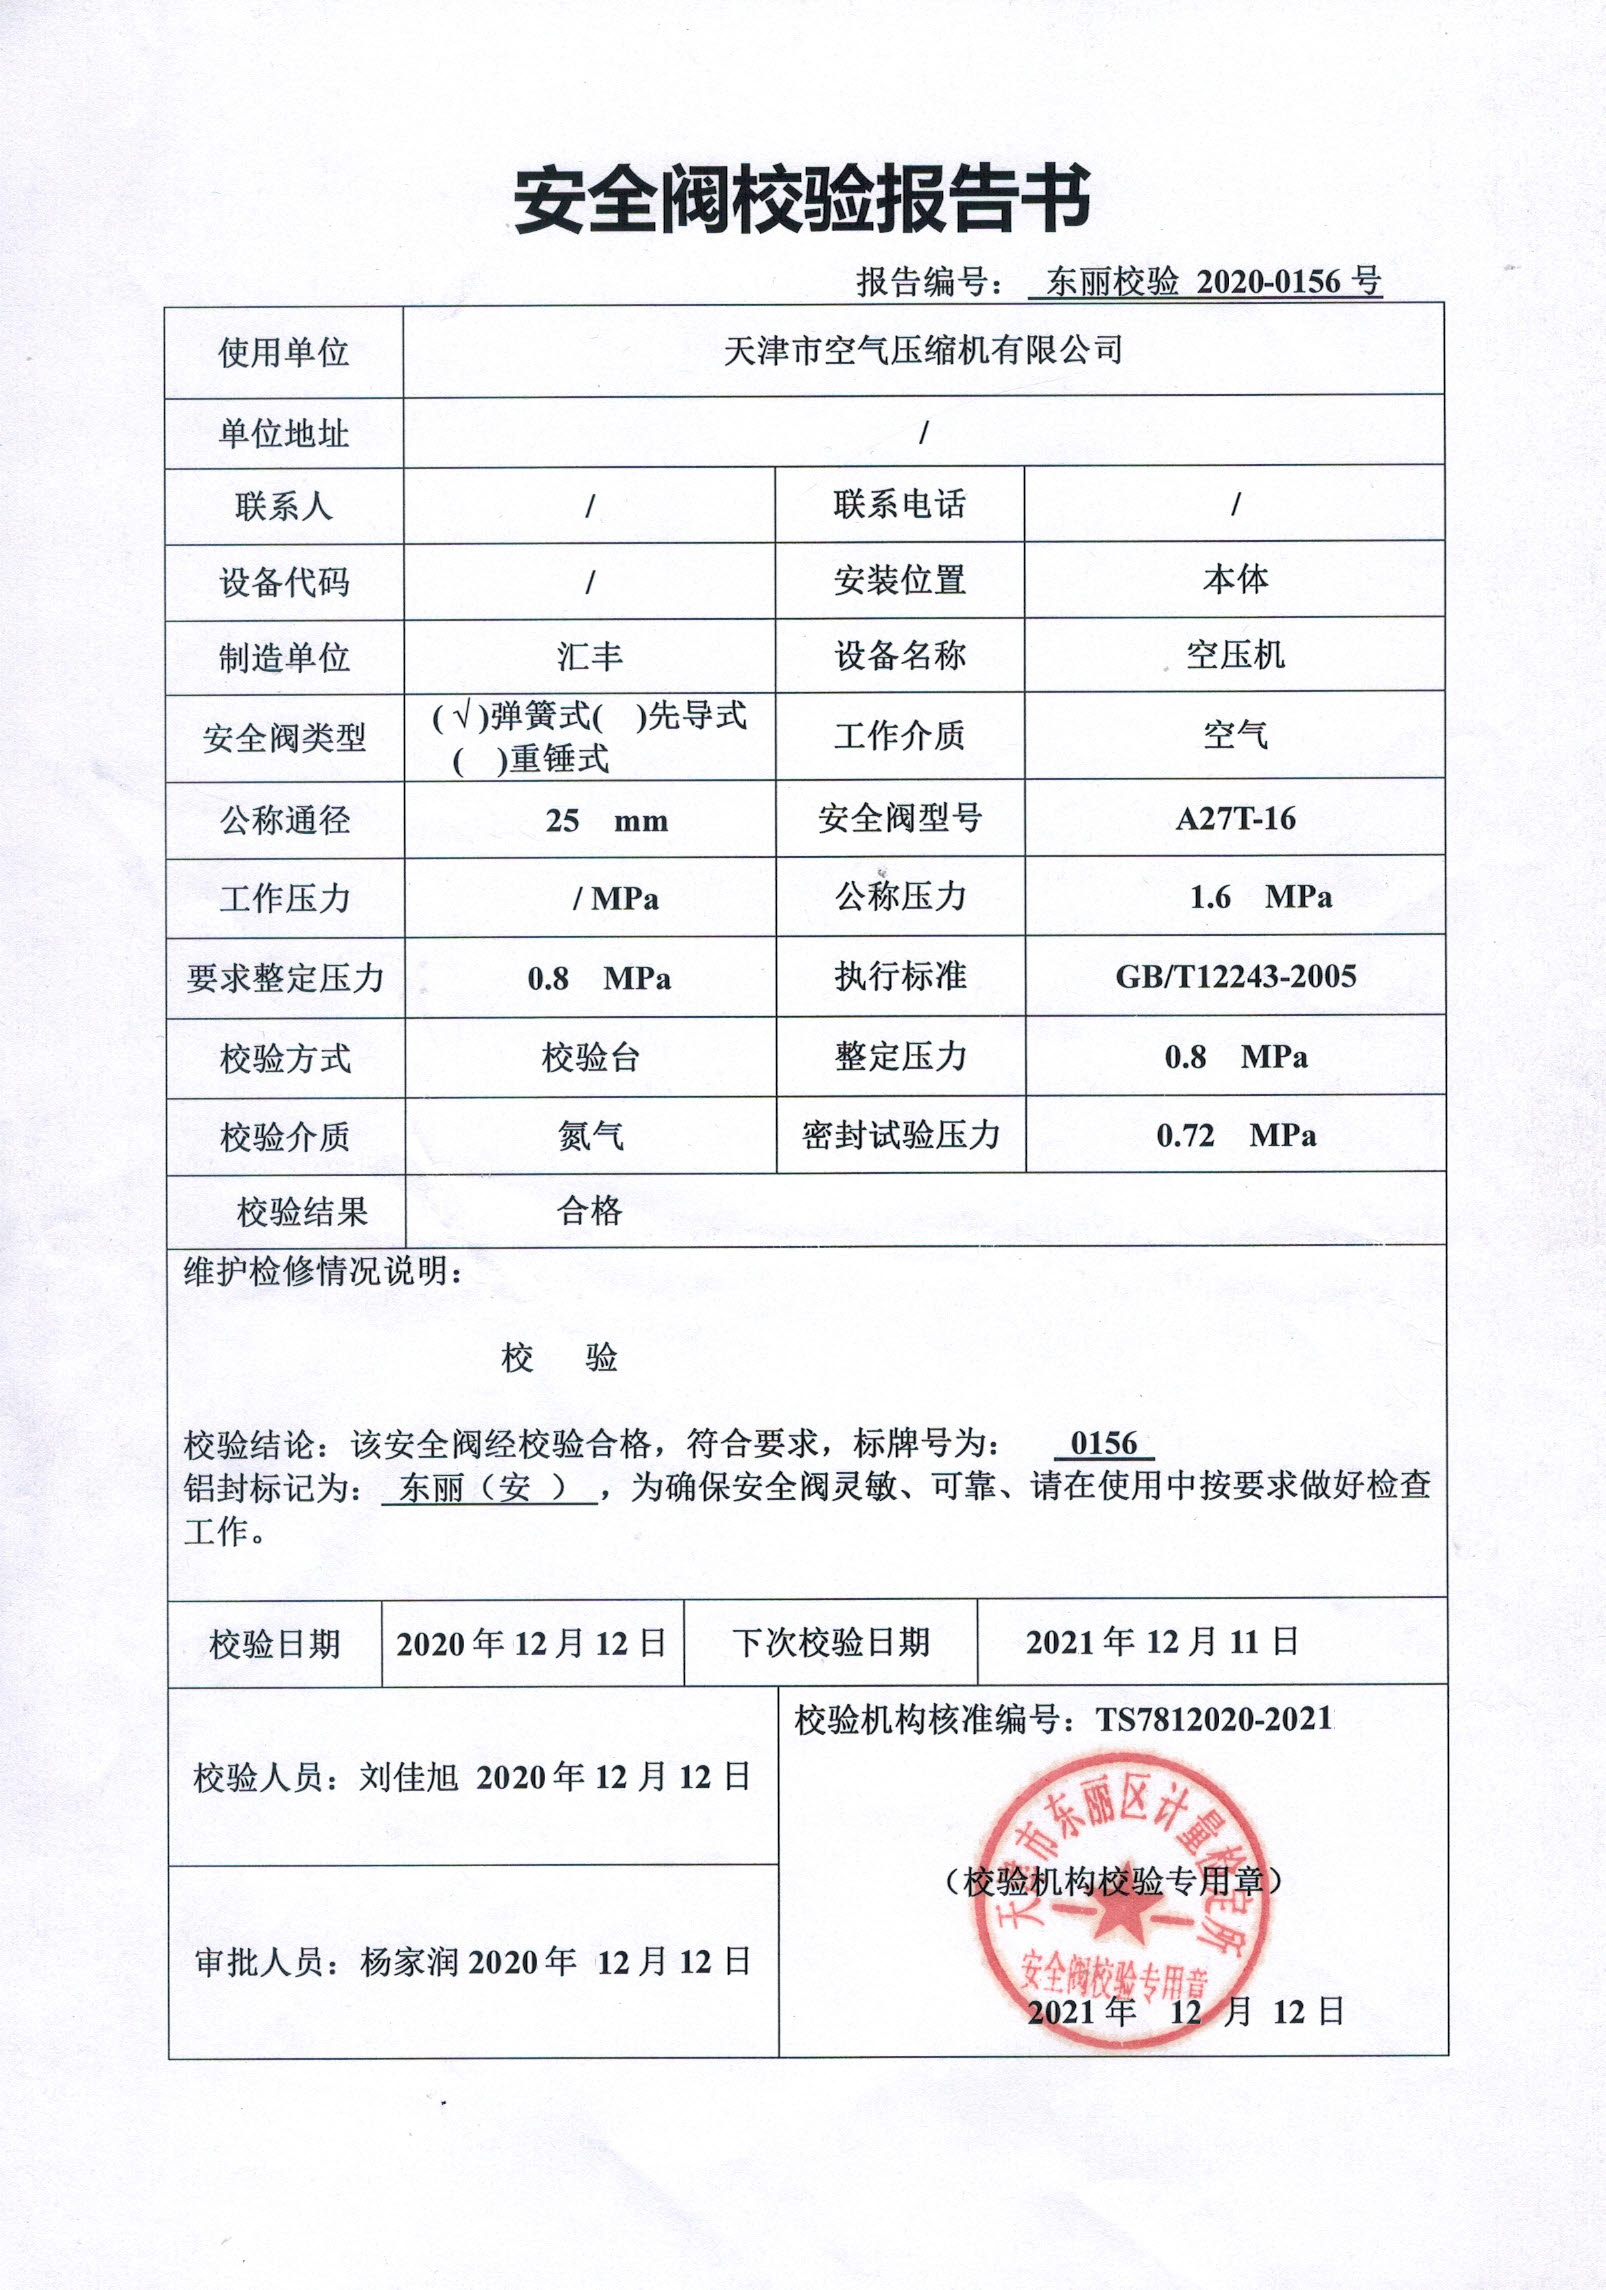 安全阀校验报告书
报告编号： 东丽校验 2020-0156 号
使用单位 天津市空气压缩机有限公司
单位地址 /
联系人 / 联系电话 /
设备代码 / 安装位置 本体
制造单位 汇丰 设备名称 空压机
安全阀类型 (√)弹簧式( )先导式 工作介质 空气
( )重锤式
公称通径 25 mm 安全阀型号 A27T-16
工作压力 / MPa 公称压力 1.6 MPa
要求整定压力 0.8 MPa 执行标准 GB/T12243-2005
校验方式 校验台 整定压力 0.8 MPa
校验介质 氮气 密封试验压力 0.72 MPa
校验结果 合格
维护检修情况说明：
校 验
校验结论：该安全阀经校验合格，符合要求，标牌号为： 0156
铝封标记为： 东丽（安 ） ，为确保安全阀灵敏、可靠、请在使用中按要求做好检查
工作。
校验日期 2020 年 12 月 12 日 下次校验日期 2021 年 12 月 11 日
校验机构核准编号：TS7812020-2021
校验人员：刘佳旭 2020 年 12 月 12 日
天津市东丽区计量检定所
（校验机构校验专用章）
安全阀校验专用章
审批人员：杨家润 2020 年 12 月 12 日
2021 年 12 月 12 日